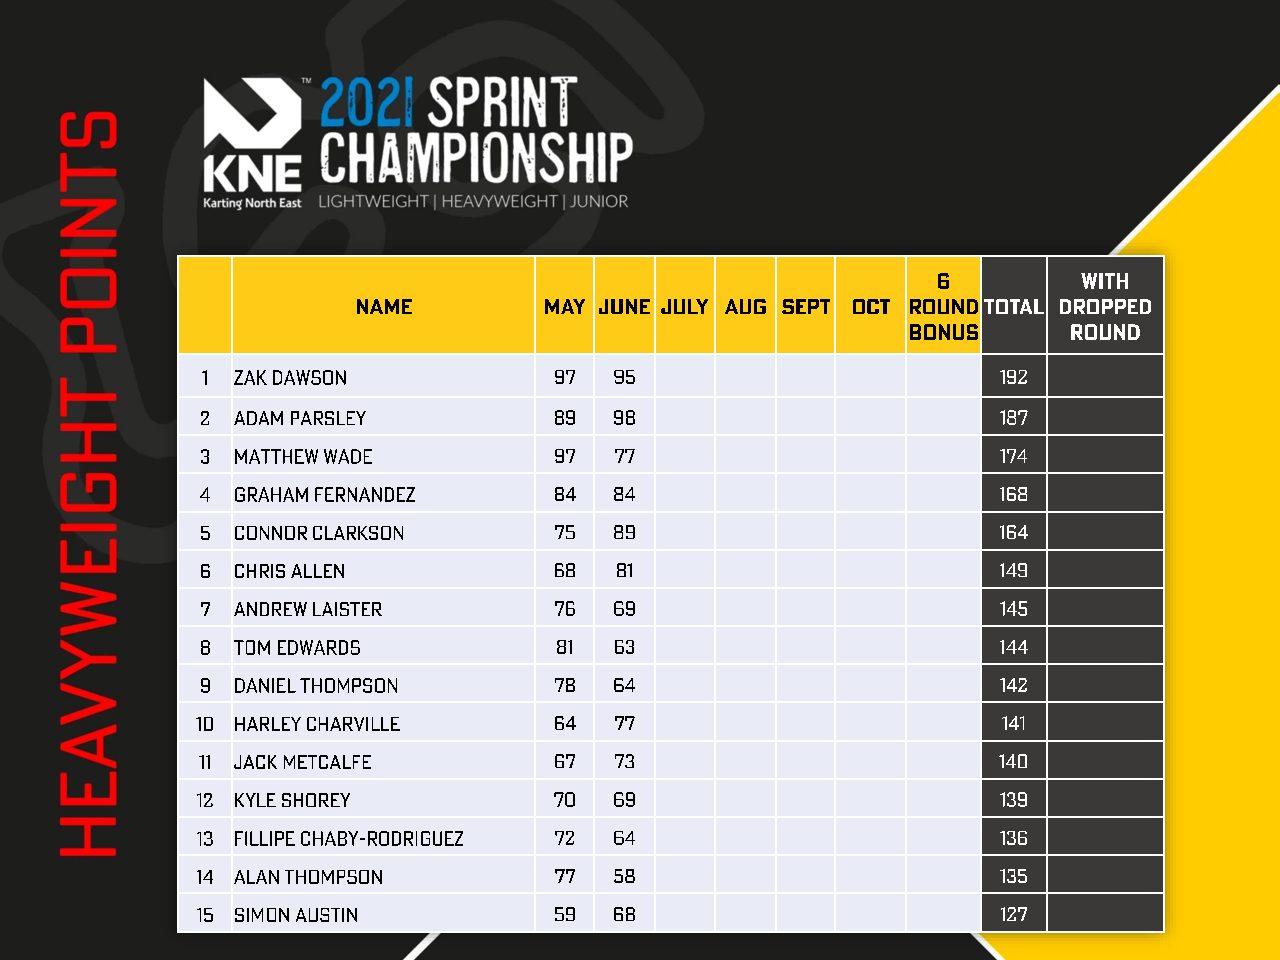 HEAVYWEIGHT POINTS
KNE
Karting North East
™
2021 SPRINT
CHAMPIONSHIP
LIGHTWEIGHT | HEAVYWEIGHT | JUNIOR
NAME MAY JUNE JULY AUG SEPT OCT 6 ROUND BONUS TOTAL WITH DROPPED ROUND
1 ZAK DAWSON 97 95 192
2 ADAM PARSLEY 89 98 187
3 MATTHEW WADE 97 77 174
4 GRAHAM FERNANDEZ 84 84 168
5 CONNOR CLARKSON 75 89 164
6 CHRIS ALLEN 68 81 149
7 ANDREW LAISTER 76 69 145
8 TOM EDWARDS 81 63 144
9 DANIEL THOMPSON 78 64 142
10 HARLEY CHARVILLE 64 77 141
11 JACK METCALFE 67 73 140
12 KYLE SHOREY 70 69 139
13 FILLIPE CHABY-RODRIGUEZ 72 64 136
14 ALAN THOMPSON 77 58 135
15 SIMON AUSTIN 59 68 127